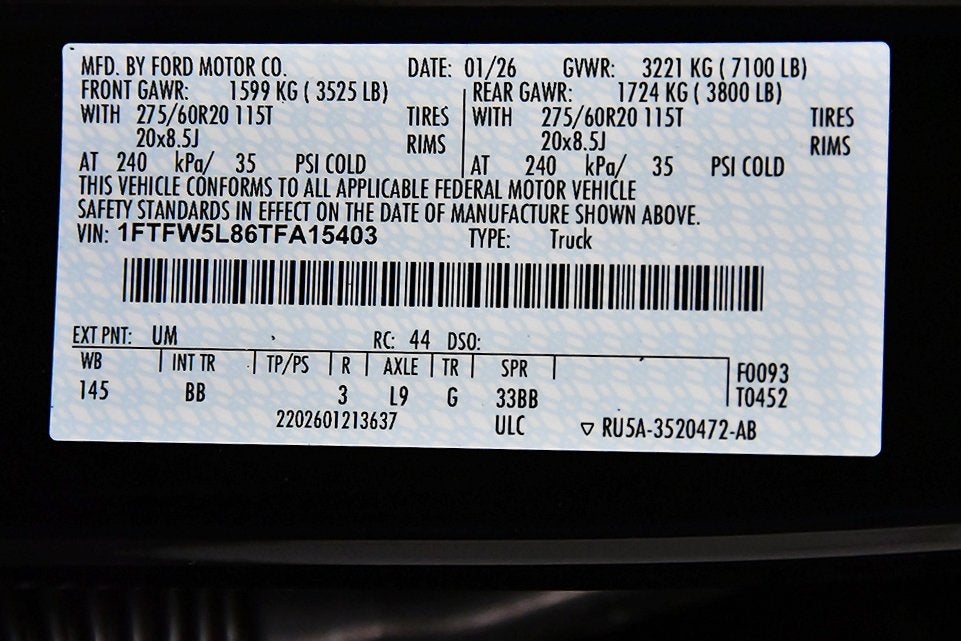 MFD. BY FORD MOTOR CO. DATE: 01/26 GVWR: 3221 KG ( 7100 LB)
FRONT GAWR: 1599 KG ( 3525 LB) REAR GAWR: 1724 KG ( 3800 LB)
WITH 275/60R20 115T TIRES WITH 275/60R20 115T TIRES
20x8.5J RIMS 20x8.5J RIMS
AT 240 kPa/ 35 PSI COLD AT 240 kPa/ 35 PSI COLD
THIS VEHICLE CONFORMS TO ALL APPLICABLE FEDERAL MOTOR VEHICLE
SAFETY STANDARDS IN EFFECT ON THE DATE OF MANUFACTURE SHOWN ABOVE.
VIN: 1FTFW5L86TFA15403 TYPE: Truck
EXT PNT: UM RC: 44 DSO:
WB INT TR TP/PS R AXLE TR SPR F0093
145 BB 3 L9 G 33BB T0452
2202601213637 ULC ▽ RU5A-3520472-AB